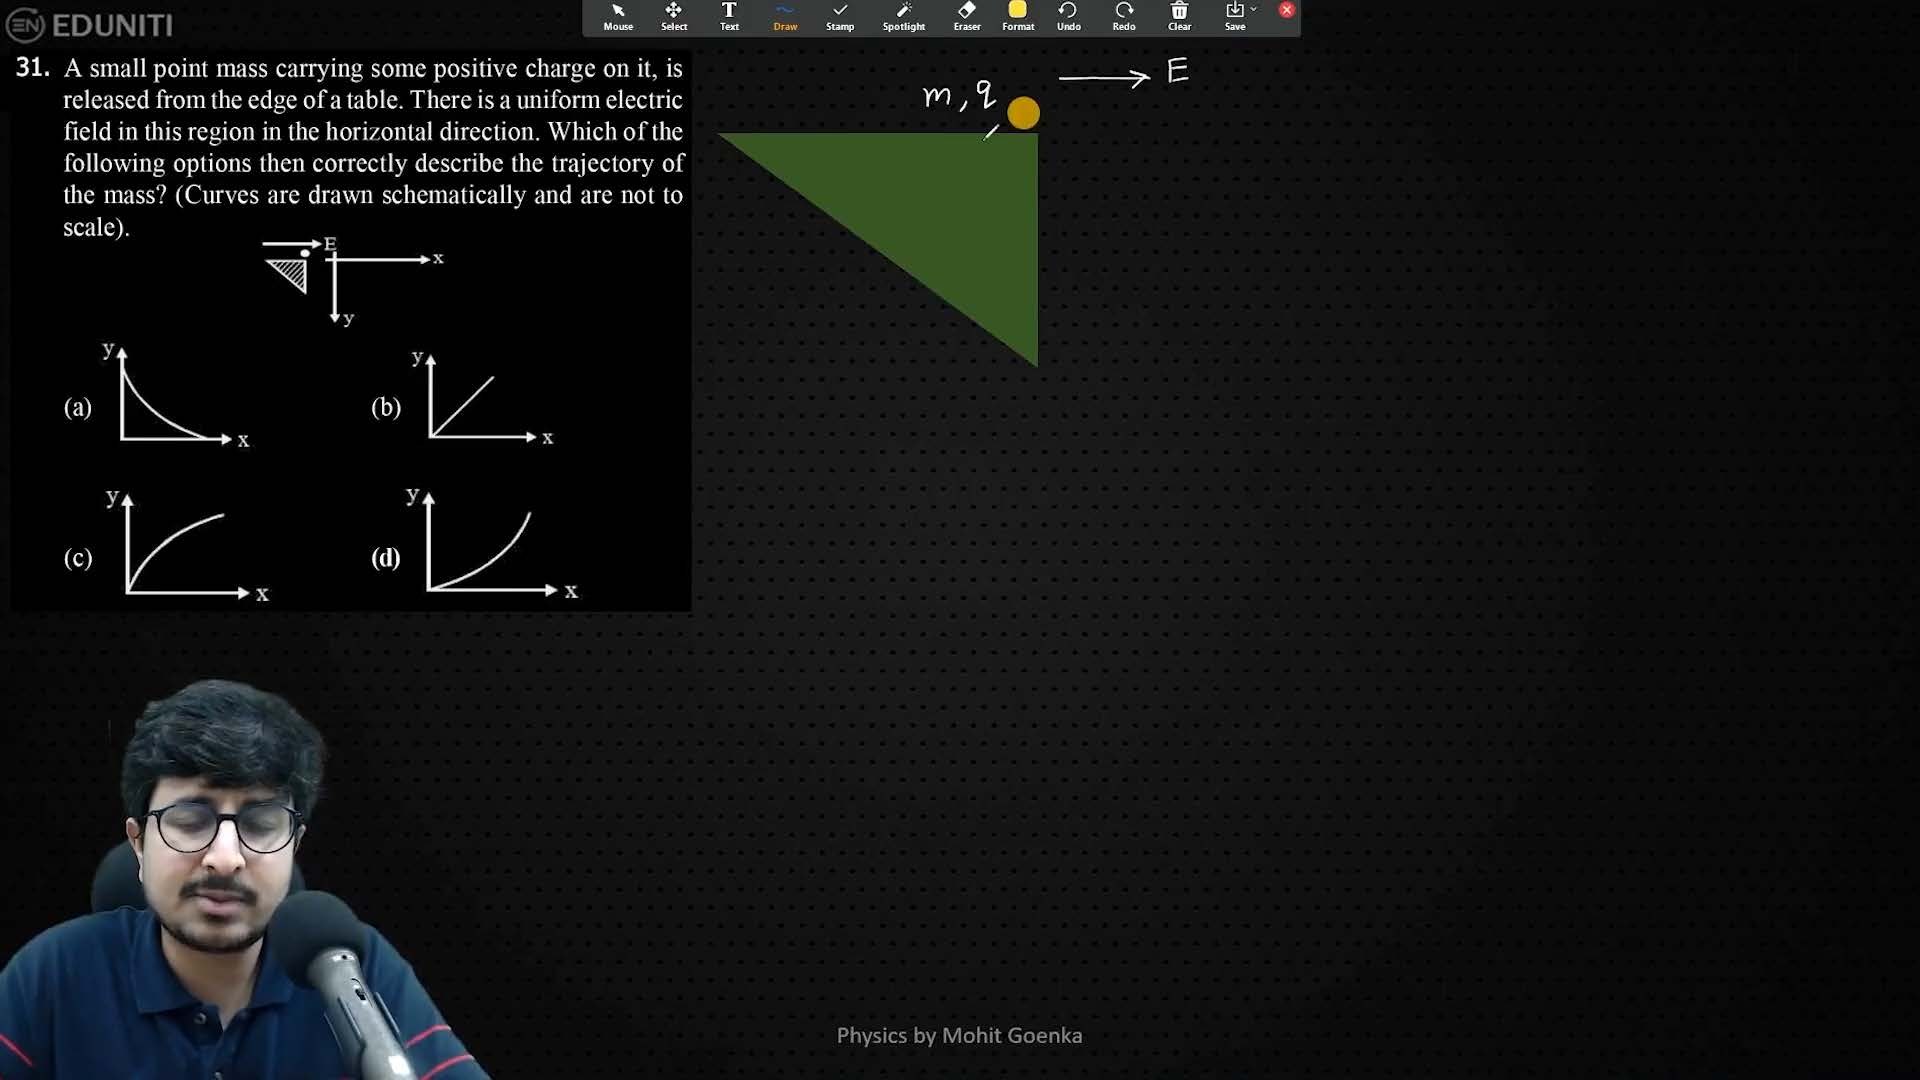 EN EDUNITI
Mouse Select Text Draw Stamp Spotlight Eraser Format Undo Redo Clear Save
31. A small point mass carrying some positive charge on it, is
released from the edge of a table. There is a uniform electric
field in this region in the horizontal direction. Which of the
following options then correctly describe the trajectory of
the mass? (Curves are drawn schematically and are not to
scale).
E
x
y
(a) y x
(b) y x
(c) y x
(d) y x
m, q
E
Physics by Mohit Goenka